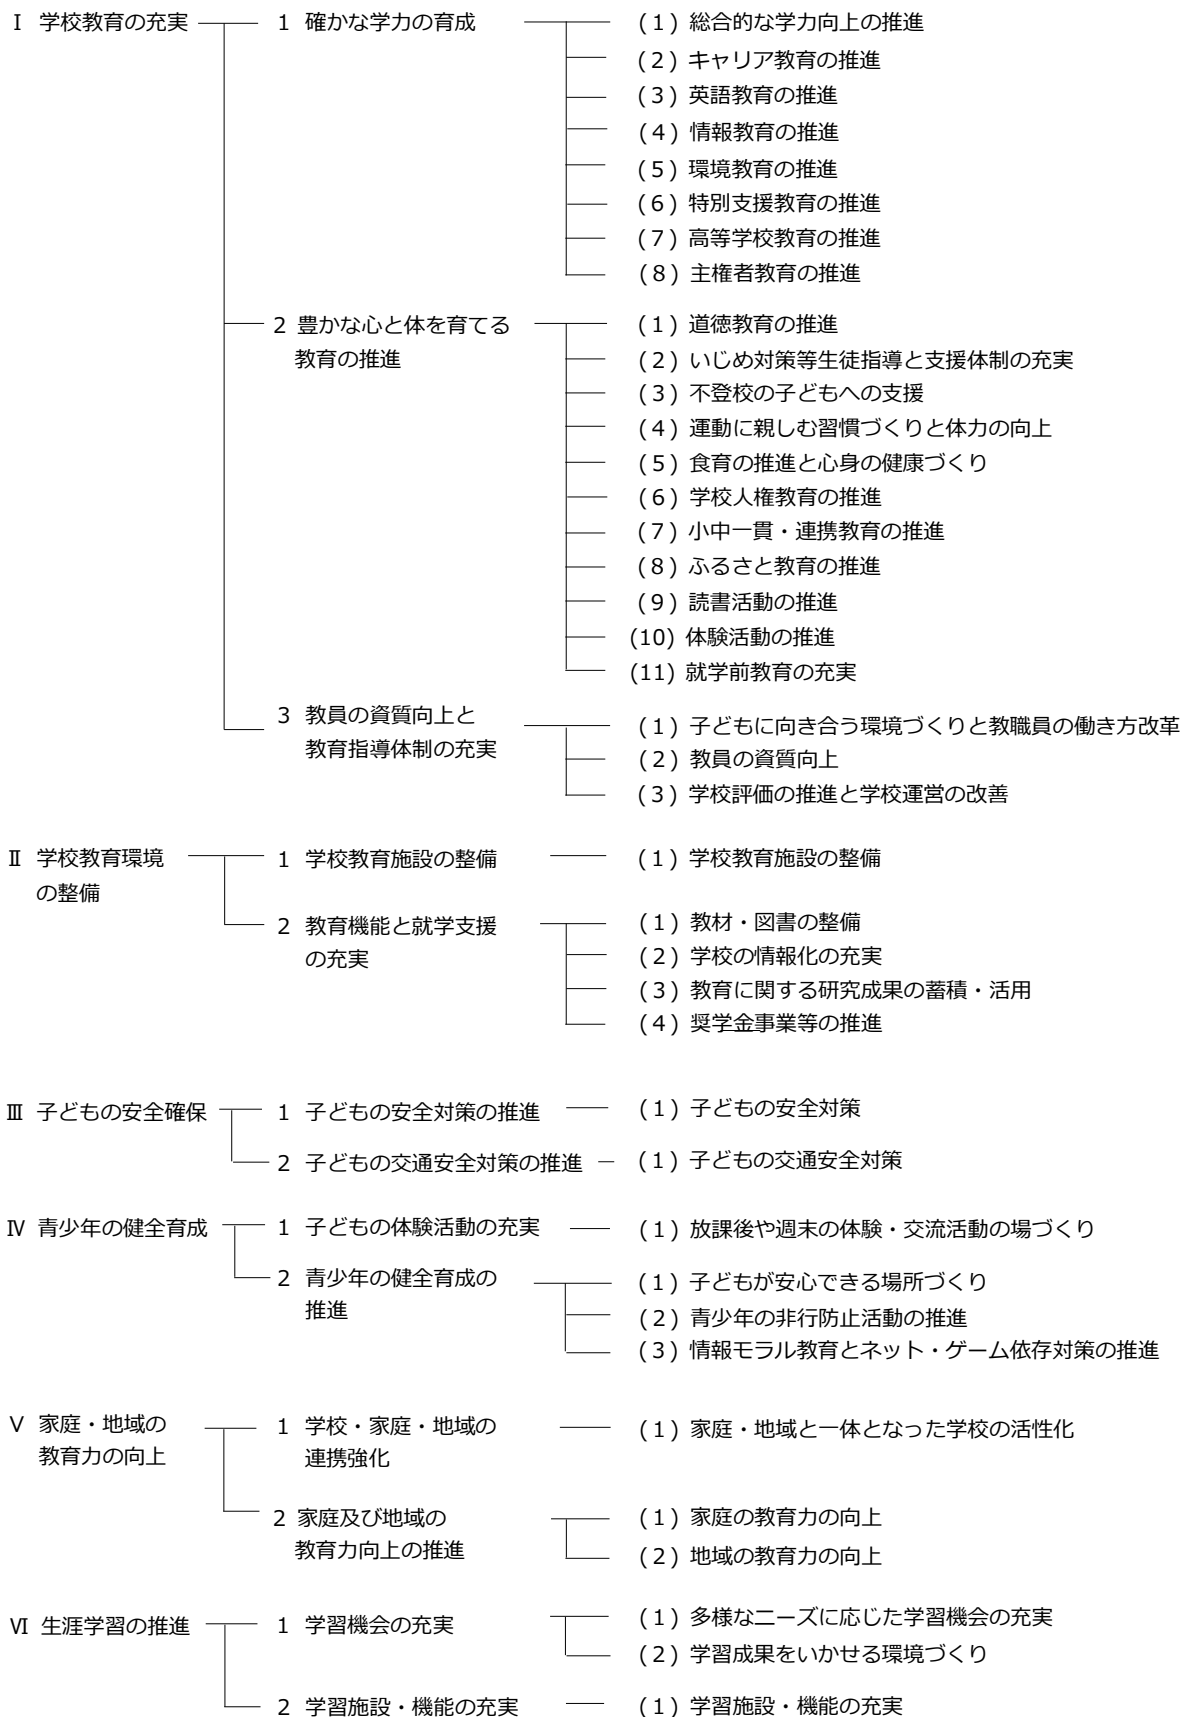 Ⅰ 学校教育の充実 1 確かな学力の育成 (1) 総合的な学力向上の推進
(2) キャリア教育の推進
(3) 英語教育の推進
(4) 情報教育の推進
(5) 環境教育の推進
(6) 特別支援教育の推進
(7) 高等学校教育の推進
(8) 主権者教育の推進
2 豊かな心と体を育てる (1) 道徳教育の推進
教育の推進 (2) いじめ対策等生徒指導と支援体制の充実
(3) 不登校の子どもへの支援
(4) 運動に親しむ習慣づくりと体力の向上
(5) 食育の推進と心身の健康づくり
(6) 学校人権教育の推進
(7) 小中一貫・連携教育の推進
(8) ふるさと教育の推進
(9) 読書活動の推進
(10) 体験活動の推進
(11) 就学前教育の充実
3 教員の資質向上と (1) 子どもに向き合う環境づくりと教職員の働き方改革
教育指導体制の充実 (2) 教員の資質向上
(3) 学校評価の推進と学校運営の改善
Ⅱ 学校教育環境 1 学校教育施設の整備 (1) 学校教育施設の整備
の整備
2 教育機能と就学支援 (1) 教材・図書の整備
の充実 (2) 学校の情報化の充実
(3) 教育に関する研究成果の蓄積・活用
(4) 奨学金事業等の推進
Ⅲ 子どもの安全確保 1 子どもの安全対策の推進 (1) 子どもの安全対策
2 子どもの交通安全対策の推進 (1) 子どもの交通安全対策
Ⅳ 青少年の健全育成 1 子どもの体験活動の充実 (1) 放課後や週末の体験・交流活動の場づくり
2 青少年の健全育成の (1) 子どもが安心できる場所づくり
推進 (2) 青少年の非行防止活動の推進
(3) 情報モラル教育とネット・ゲーム依存対策の推進
Ⅴ 家庭・地域の 1 学校・家庭・地域の (1) 家庭・地域と一体となった学校の活性化
教育力の向上 連携強化
2 家庭及び地域の (1) 家庭の教育力の向上
教育力向上の推進 (2) 地域の教育力の向上
Ⅵ 生涯学習の推進 1 学習機会の充実 (1) 多様なニーズに応じた学習機会の充実
(2) 学習成果をいかせる環境づくり
2 学習施設・機能の充実 (1) 学習施設・機能の充実